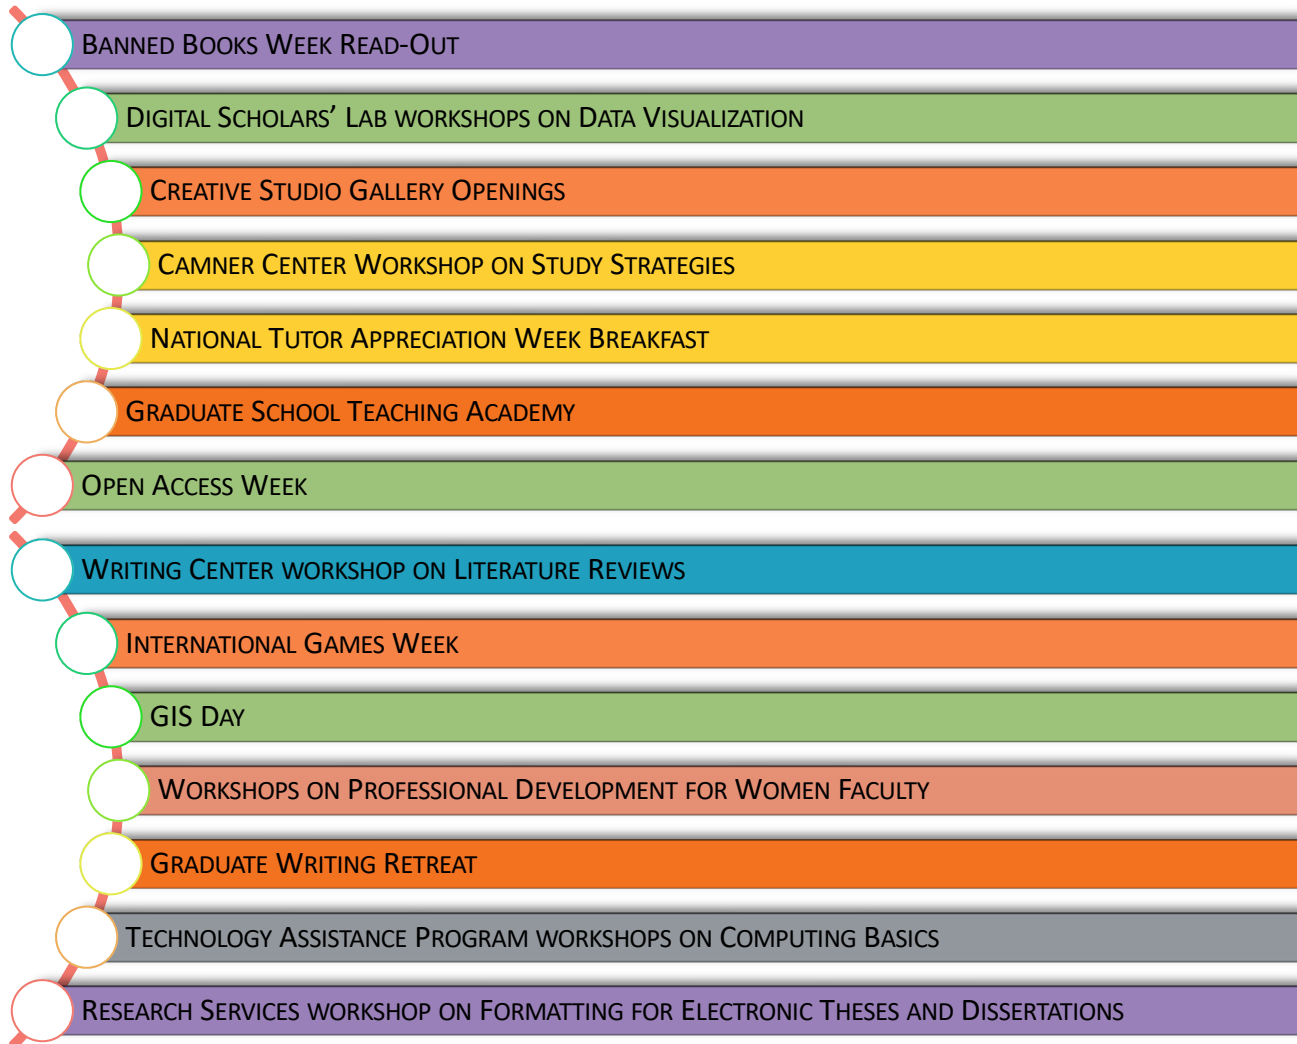 Banned Books Week Read-Out
Digital Scholars’ Lab workshops on Data Visualization
Creative Studio Gallery Openings
Camner Center Workshop on Study Strategies
National Tutor Appreciation Week Breakfast
Graduate School Teaching Academy
Open Access Week
Writing Center workshop on Literature Reviews
International Games Week
GIS Day
Workshops on Professional Development for Women Faculty
Graduate Writing Retreat
Technology Assistance Program workshops on Computing Basics
Research Services workshop on Formatting for Electronic Theses and Dissertations